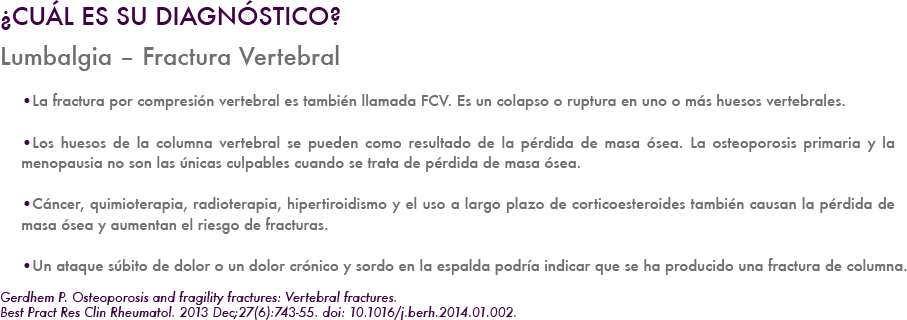 ¿CUÁL ES SU DIAGNÓSTICO?
Lumbalgia – Fractura Vertebral
•La fractura por compresión vertebral es también llamada FCV. Es un colapso o ruptura en uno o más huesos vertebrales.
•Los huesos de la columna vertebral se pueden como resultado de la pérdida de masa ósea. La osteoporosis primaria y la
menopausia no son las únicas culpables cuando se trata de pérdida de masa ósea.
•Cáncer, quimioterapia, radioterapia, hipertiroidismo y el uso a largo plazo de corticoesteroides también causan la pérdida de
masa ósea y aumentan el riesgo de fracturas.
•Un ataque súbito de dolor o un dolor crónico y sordo en la espalda podría indicar que se ha producido una fractura de columna.
Gerdhem P. Osteoporosis and fragility fractures: Vertebral fractures.
Best Pract Res Clin Rheumatol. 2013 Dec;27(6):743-55. doi: 10.1016/j.berh.2014.01.002.